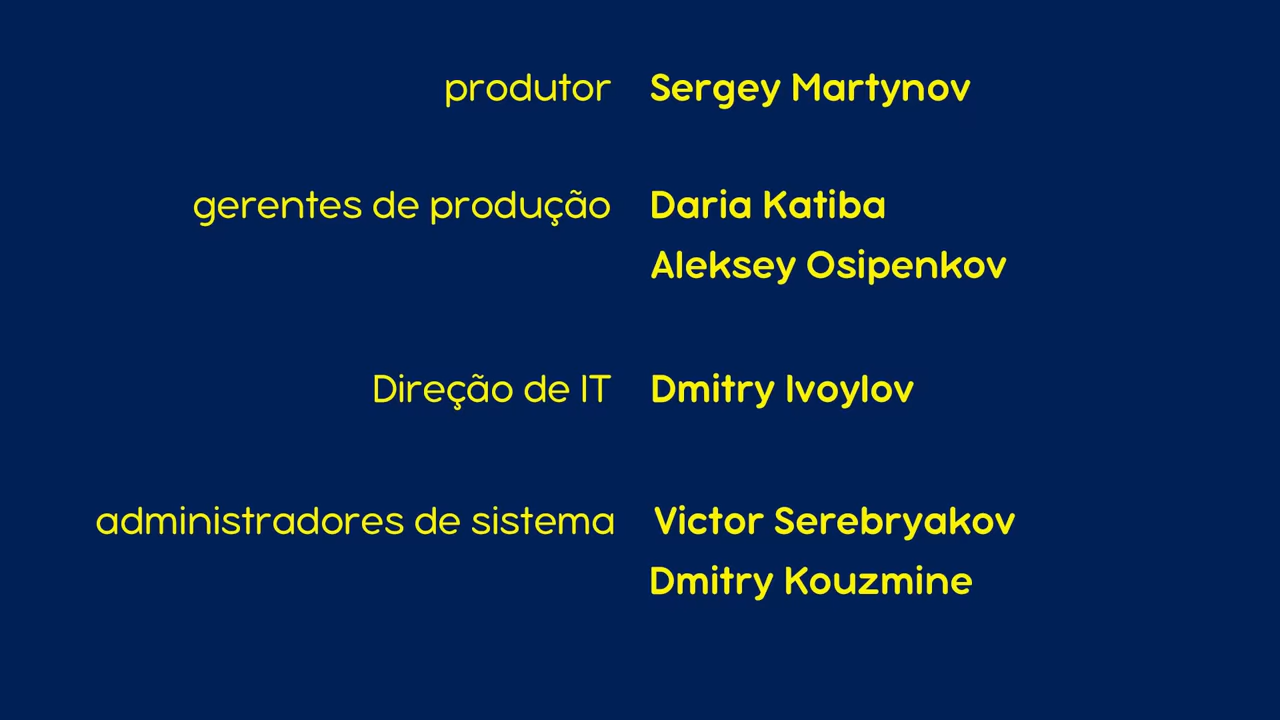 produtor Sergey Martynov
gerentes de produção Daria Katiba
Aleksey Osipenkov
Direção de IT Dmitry Ivoylov
administradores de sistema Victor Serebryakov
Dmitry Kouzmine